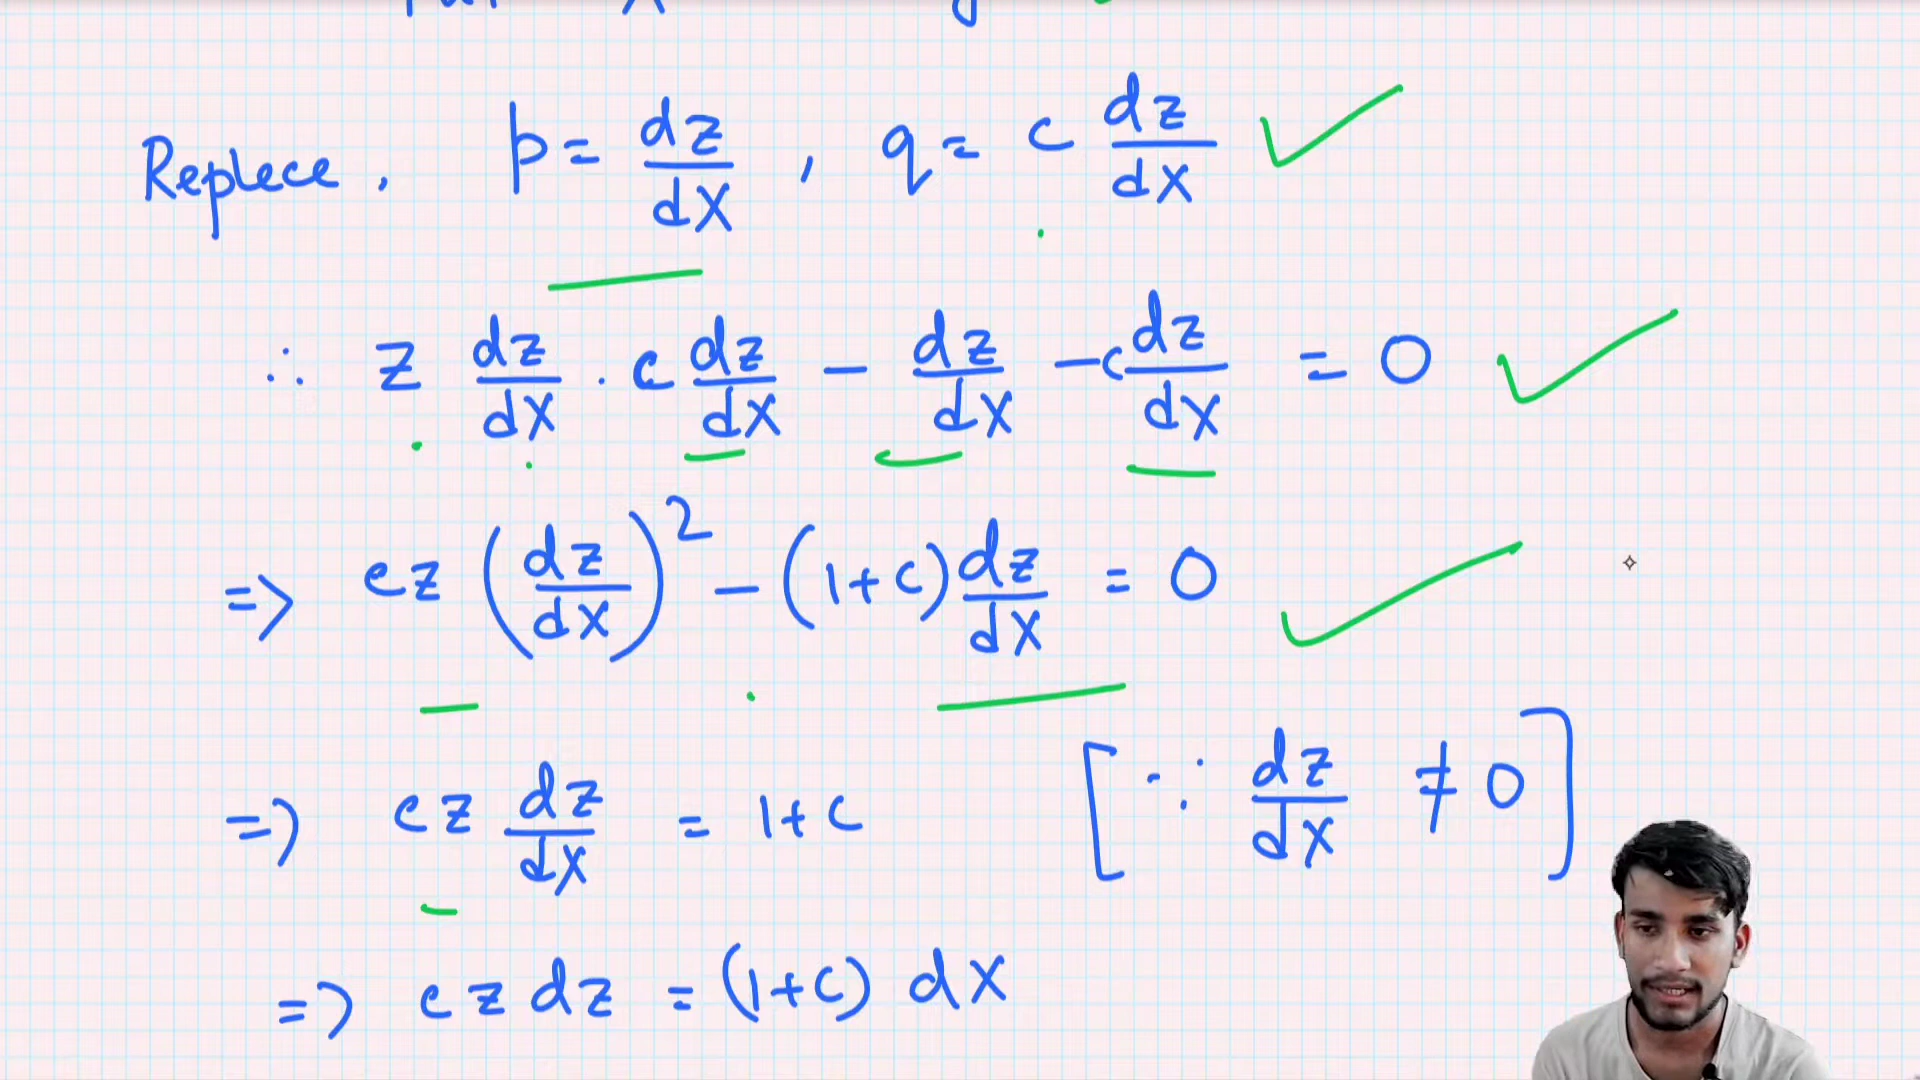 Replece, p = dz/dX , q = c dz/dX
∴ z dz/dX . c dz/dX - dz/dX - c dz/dX = 0
=> cz (dz/dX)² - (1+c) dz/dX = 0
=> cz dz/dX = 1+c [∵ dz/dX ≠ 0]
=> cz dz = (1+c) dX